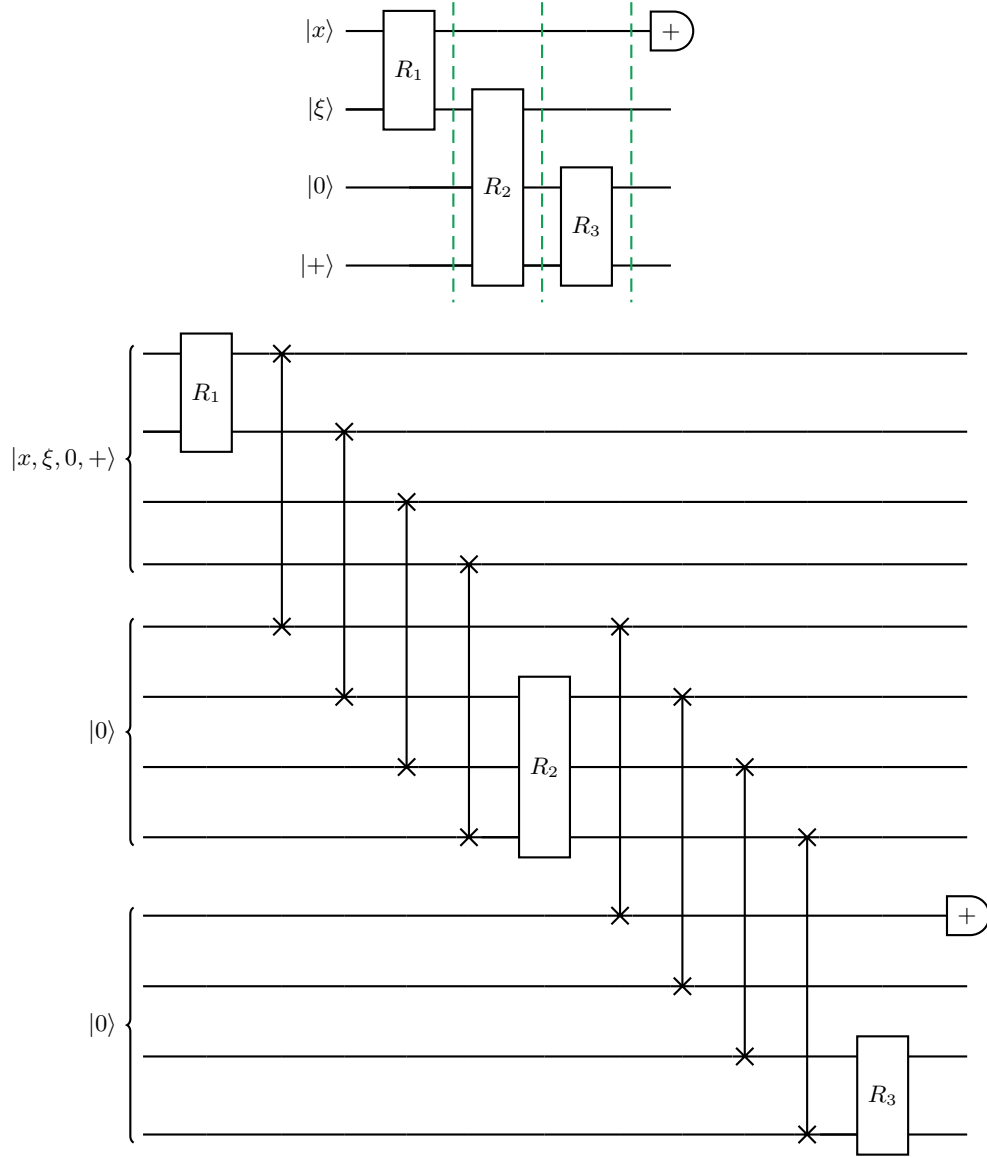 |x⟩
+
R₁
|ξ⟩
|0⟩
R₂
R₃
|+⟩
R₁
|x, ξ, 0, +⟩
|0⟩
R₂
+
|0⟩
R₃